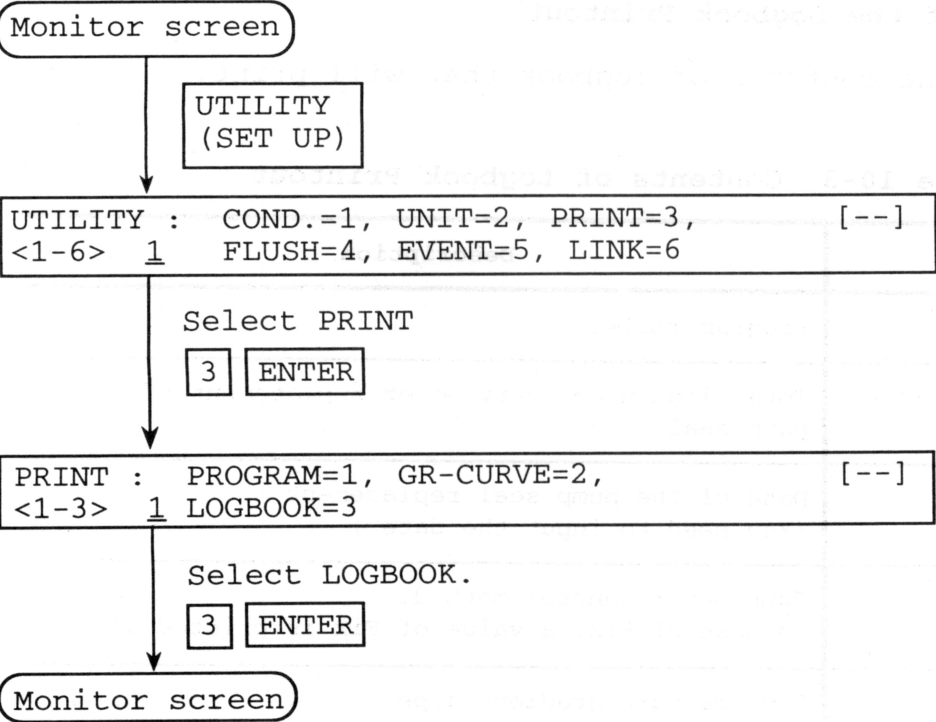 Monitor screen
UTILITY
(SET UP)
UTILITY : COND.=1, UNIT=2, PRINT=3, [--]
<1-6> 1 FLUSH=4, EVENT=5, LINK=6
Select PRINT
3 ENTER
PRINT : PROGRAM=1, GR-CURVE=2, [--]
<1-3> 1 LOGBOOK=3
Select LOGBOOK.
3 ENTER
Monitor screen